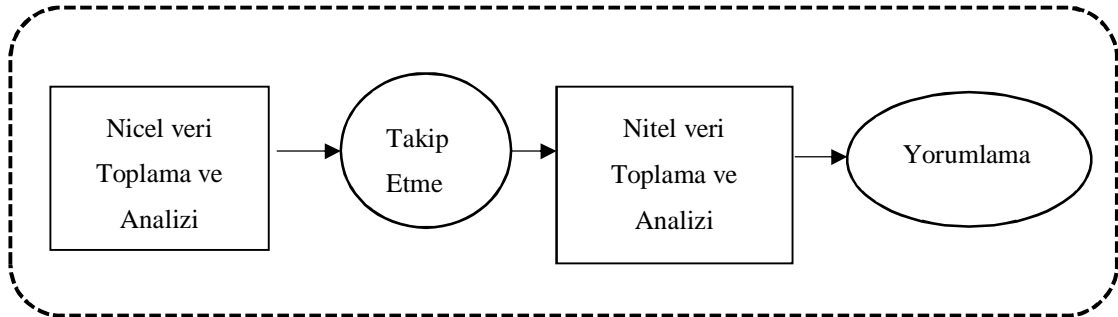 Nicel veri
Toplama ve
Analizi
Takip
Etme
Nitel veri
Toplama ve
Analizi
Yorumlama